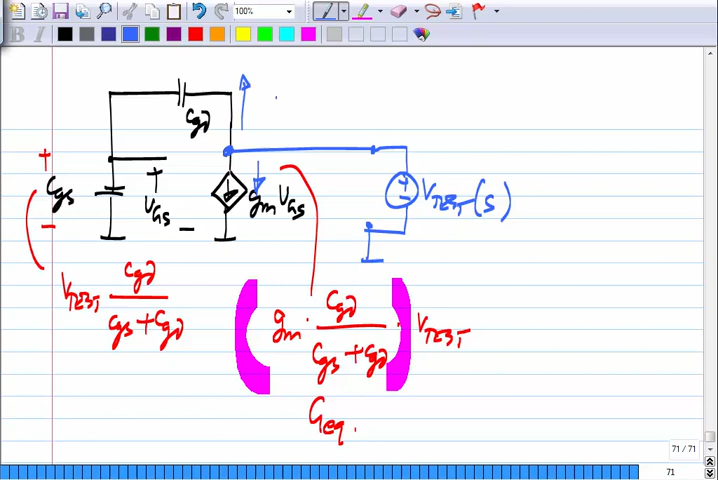 100%
B I
Cgd
+
+
Cgs
VGS
-
-
gm VGS
+
-
VTEST(s)
VTEST Cgd
Cgs + Cgd
gm . Cgd . VTEST
Cgs + Cgd
Geq.
71 / 71
71